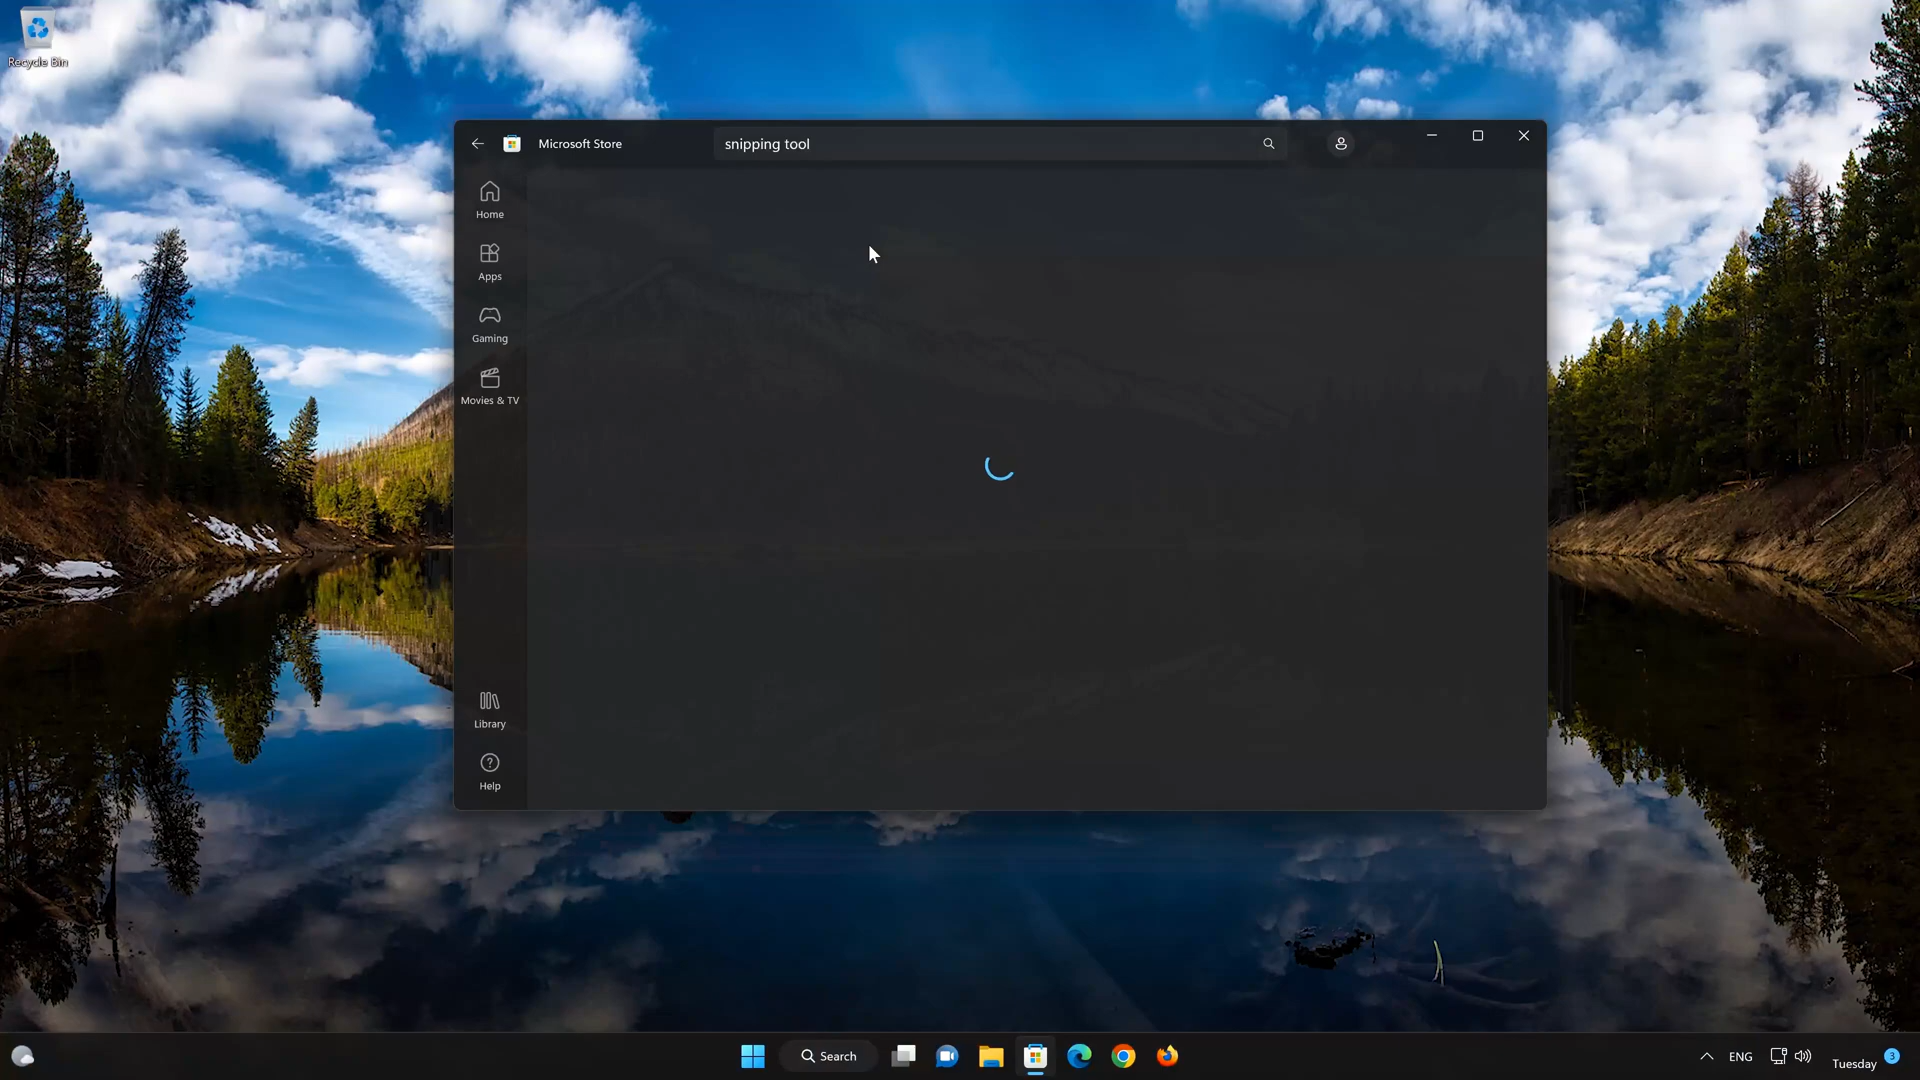 Recycle Bin
Microsoft Store
snipping tool
Home
Apps
Gaming
Movies & TV
Library
Help
Search
ENG
Tuesday
3